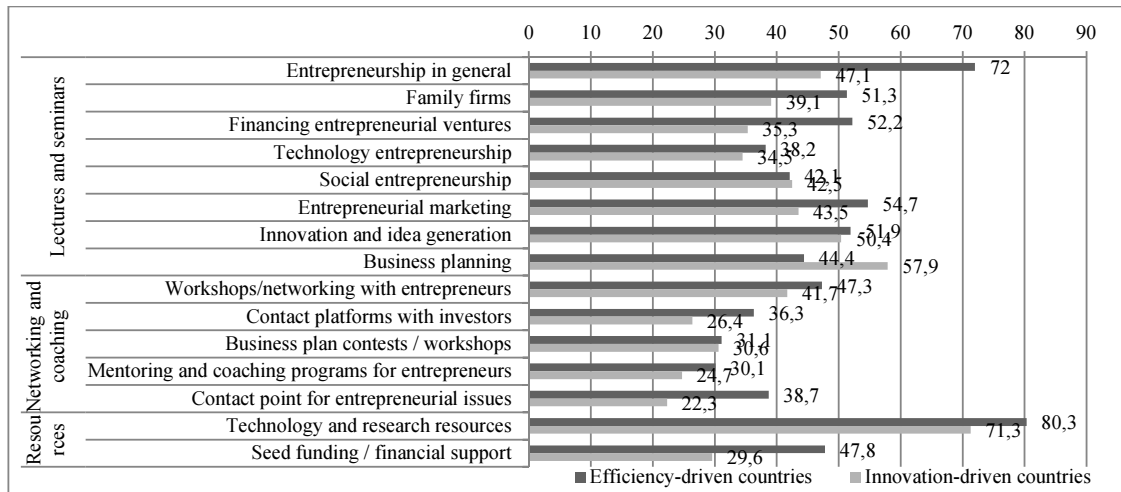 0 10 20 30 40 50 60 70 80 90
Lectures and seminars
Entrepreneurship in general 72
47,1
Family firms 51,3
39,1
Financing entrepreneurial ventures 52,2
35,3
Technology entrepreneurship 38,2
34,5
Social entrepreneurship 42,1
42,5
Entrepreneurial marketing 54,7
43,5
Innovation and idea generation 51,9
50,4
Business planning 44,4
57,9
Networking and
coaching
Workshops/networking with entrepreneurs 47,3
41,7
Contact platforms with investors 36,3
26,4
Business plan contests / workshops 31,1
30,6
Mentoring and coaching programs for entrepreneurs 30,1
24,7
Contact point for entrepreneurial issues 38,7
22,3
Resou
rces
Technology and research resources 80,3
71,3
Seed funding / financial support 47,8
29,6
Efficiency-driven countries Innovation-driven countries